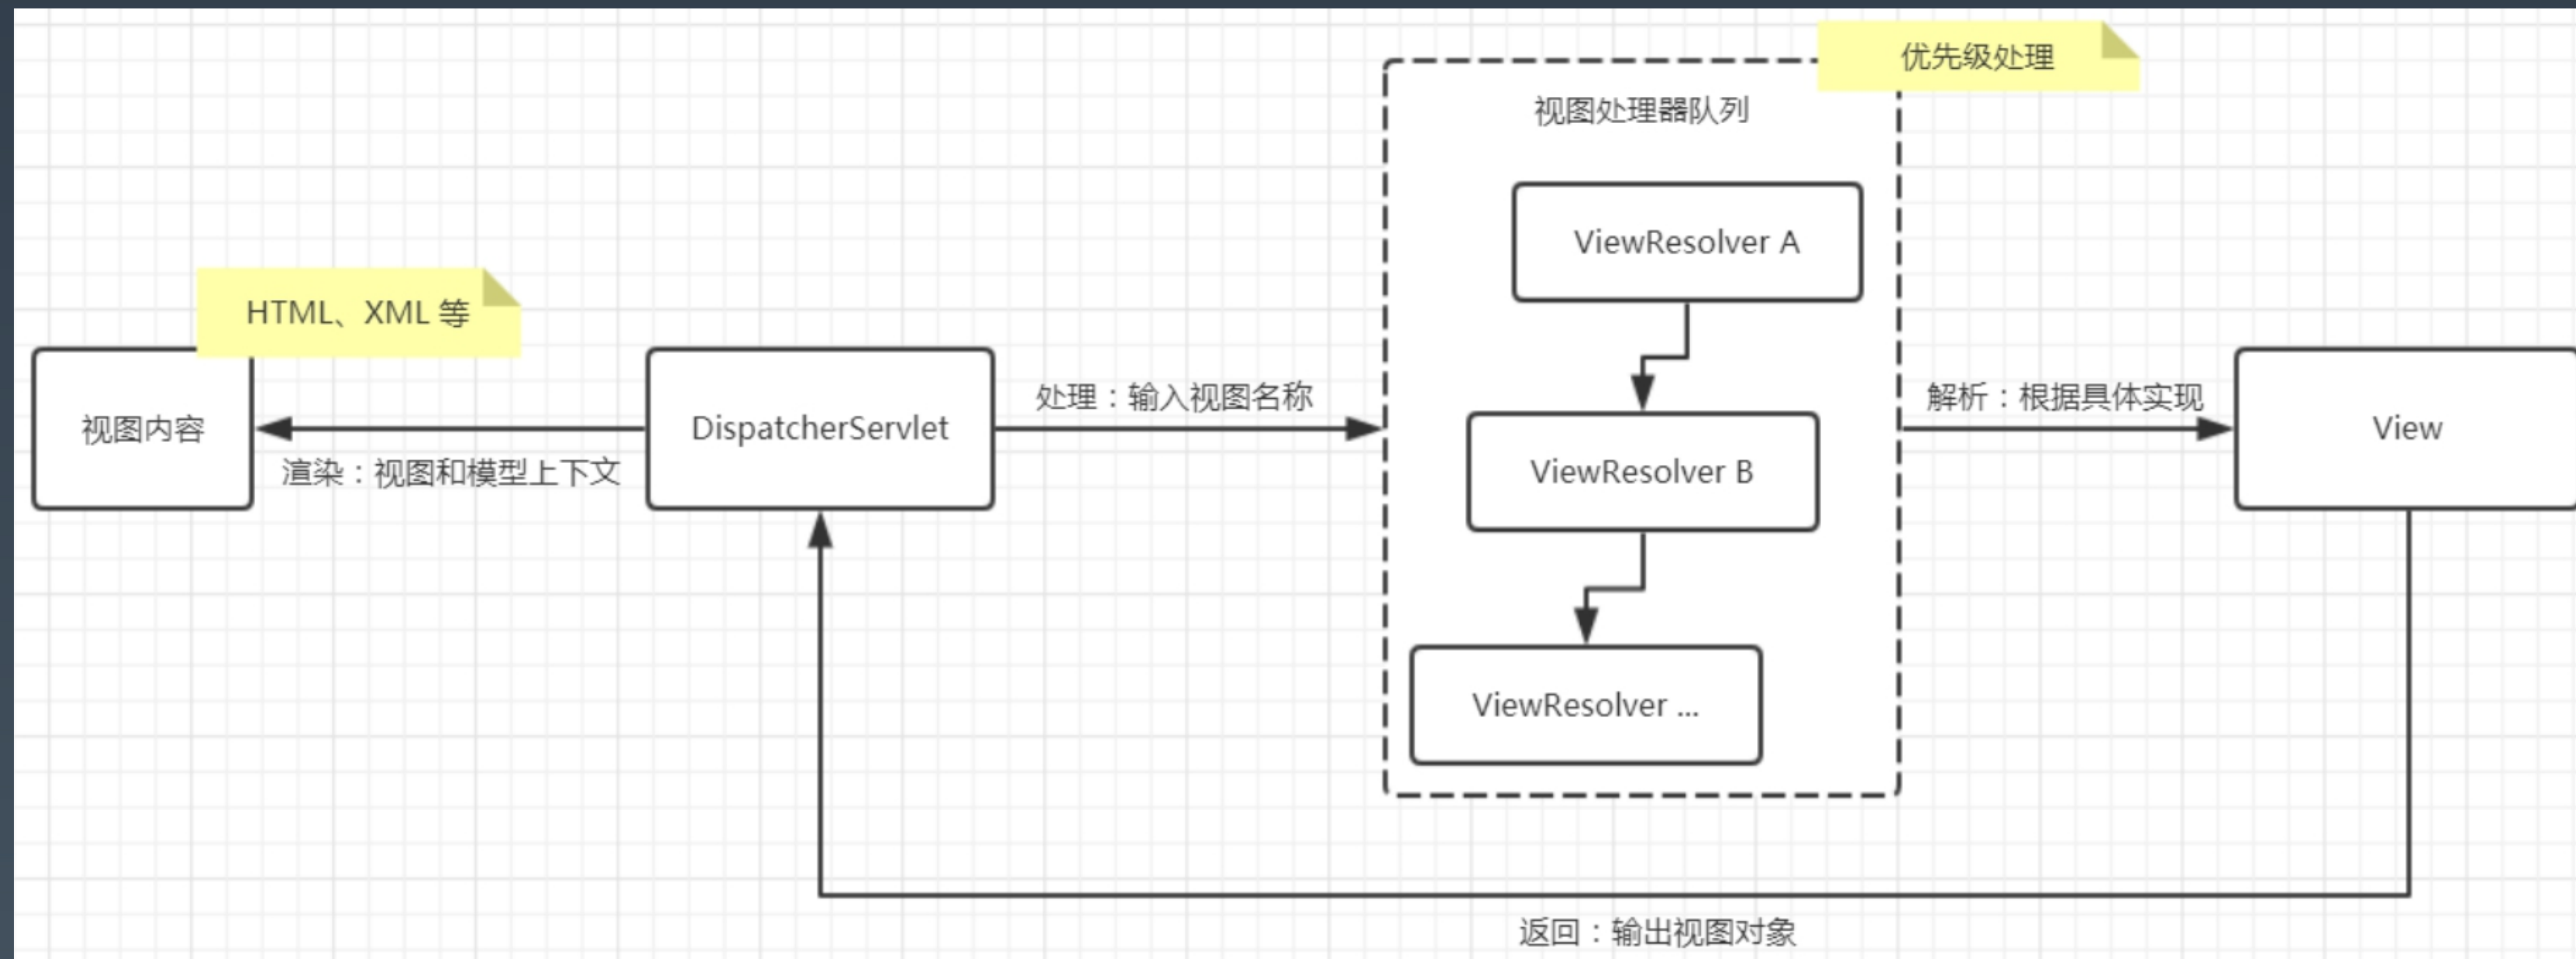 优先级处理
视图处理器队列
ViewResolver A
HTML、XML 等
处理：输入视图名称
解析：根据具体实现
视图内容
DispatcherServlet
View
渲染：视图和模型上下文
ViewResolver B
ViewResolver ...
返回：输出视图对象